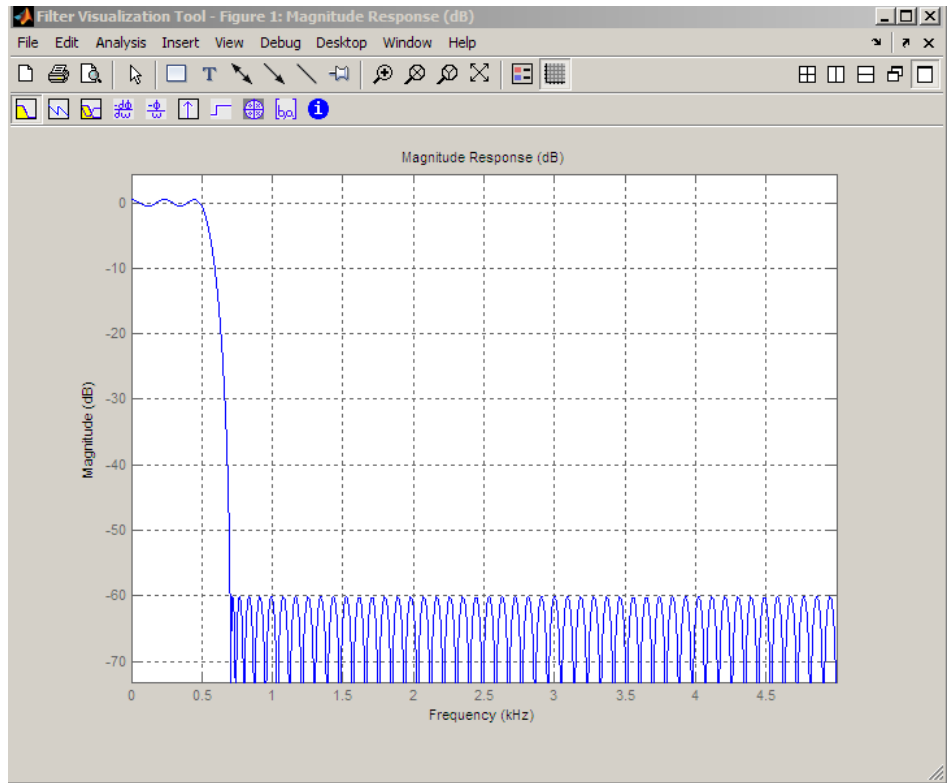 Filter Visualization Tool - Figure 1: Magnitude Response (dB)
File Edit Analysis Insert View Debug Desktop Window Help
T
Magnitude Response (dB)
0
-10
-20
-30
-40
-50
-60
-70
Magnitude (dB)
0 0.5 1 1.5 2 2.5 3 3.5 4 4.5
Frequency (kHz)